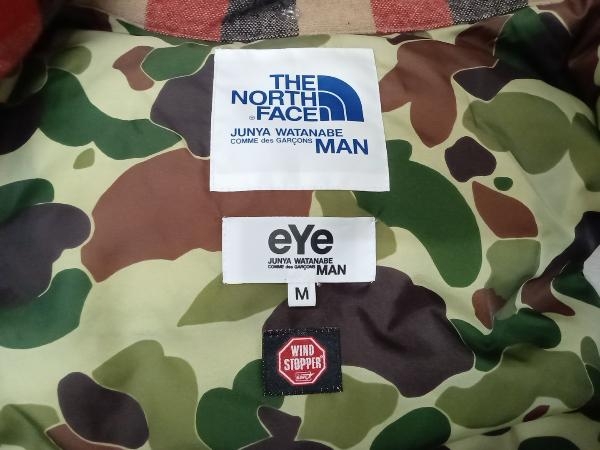 THE
NORTH
FACE
JUNYA WATANABE
COMME des GARÇONS MAN
eYe
JUNYA WATANABE
COMME des GARÇONS MAN
M
WIND
STOPPER